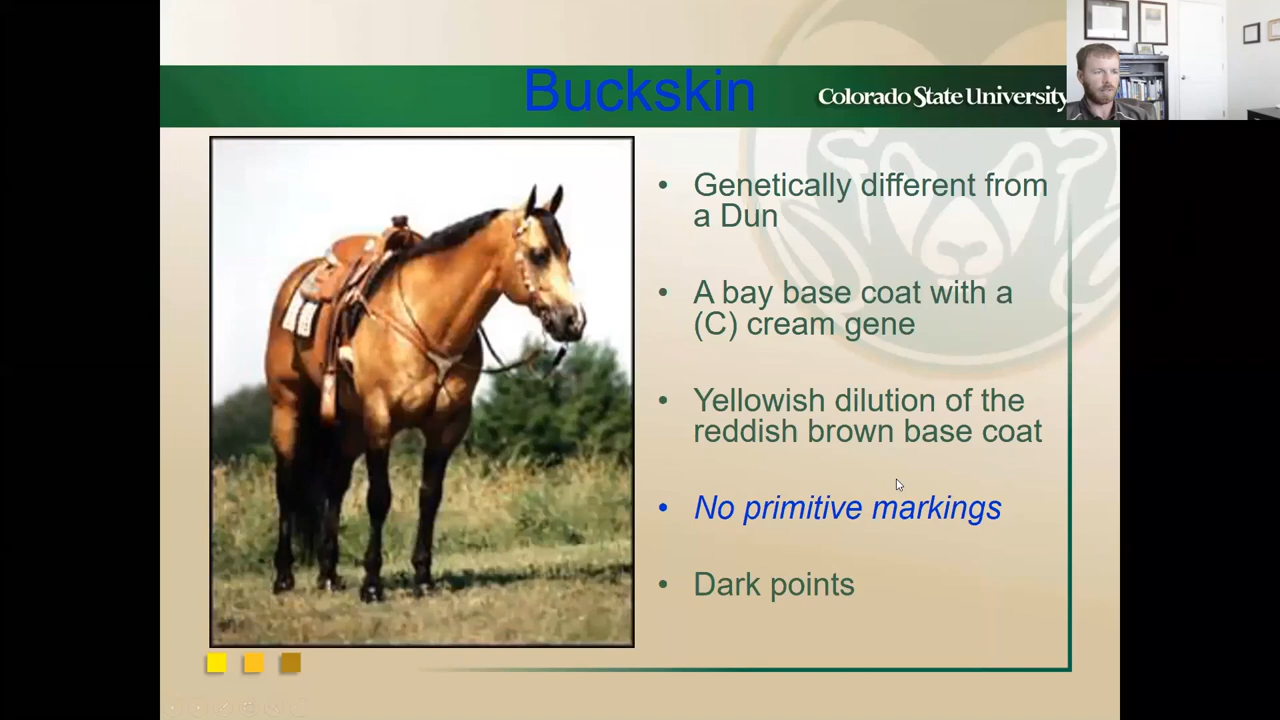 Buckskin
Colorado State University
• Genetically different from
a Dun
• A bay base coat with a
(C) cream gene
• Yellowish dilution of the
reddish brown base coat
• No primitive markings
• Dark points